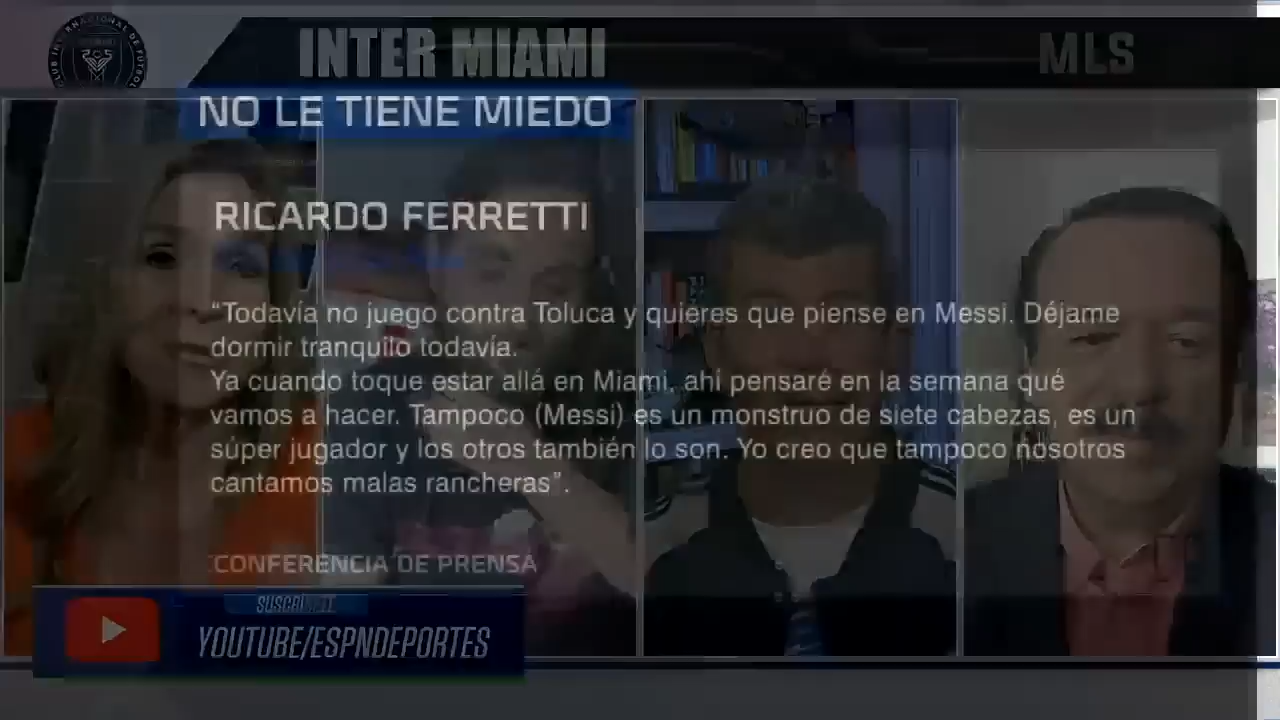 INTER MIAMI
MLS
NO LE TIENE MIEDO
RICARDO FERRETTI
“Todavía no juego contra Toluca y quieres que piense en Messi. Déjame
dormir tranquilo todavía.
Ya cuando toque estar allá en Miami, ahí pensaré en la semana qué
vamos a hacer. Tampoco (Messi) es un monstruo de siete cabezas, es un
súper jugador y los otros también lo son. Yo creo que tampoco nosotros
cantamos malas rancheras”.
CONFERENCIA DE PRENSA
SUSCRÍBETE
YOUTUBE/ESPNDEPORTES